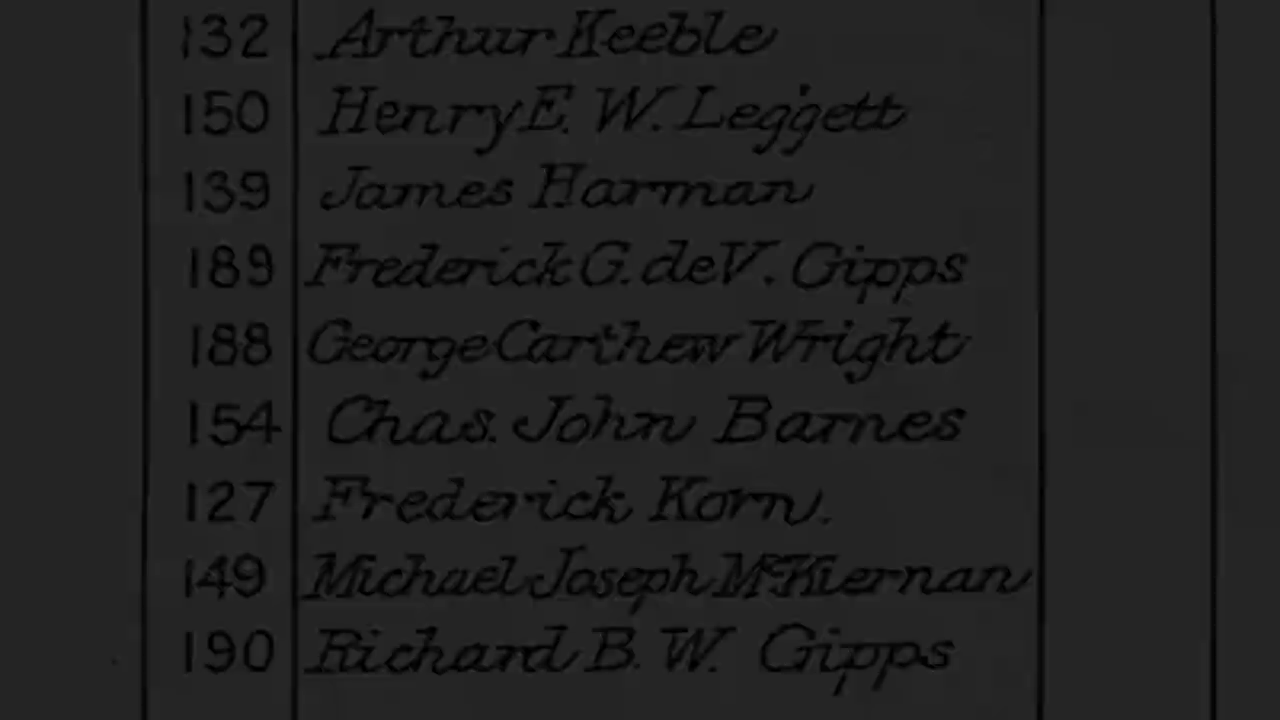 132 Arthur Keeble
150 Henry E. W. Leggett
139 James Harman
189 Frederick G. deV. Gipps
188 George Carthew Wright
154 Chas. John Barnes
127 Frederick Korn.
149 Michael Joseph McKiernan
190 Richard B. W. Gipps